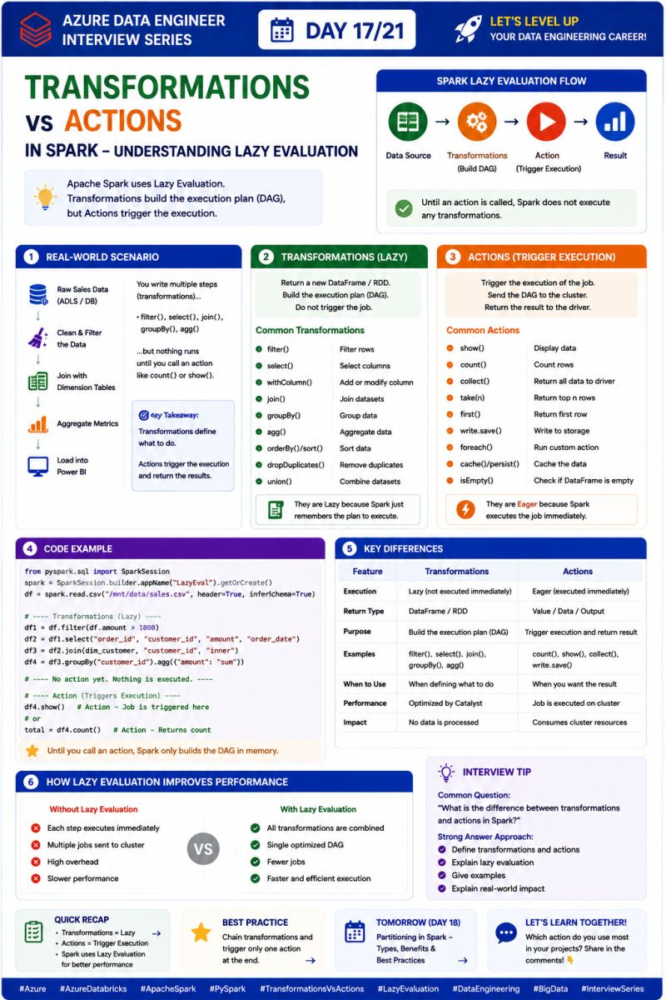 AZURE DATA ENGINEER
INTERVIEW SERIES
DAY 17/21
LET'S LEVEL UP
YOUR DATA ENGINEERING CAREER!
TRANSFORMATIONS
VS ACTIONS
IN SPARK – UNDERSTANDING LAZY EVALUATION
Apache Spark uses Lazy Evaluation.
Transformations build the execution plan (DAG),
but Actions trigger the execution.
SPARK LAZY EVALUATION FLOW
Data Source
Transformations
(Build DAG)
Action
(Trigger Execution)
Result
Until an action is called, Spark does not execute
any transformations.
1 REAL-WORLD SCENARIO
Raw Sales Data
(ADLS / DB)
Clean & Filter
the Data
Join with
Dimension Tables
Aggregate Metrics
Load into
Power BI
You write multiple steps
(transformations)...
• filter(), select(), join(),
groupBy(), agg()
...but nothing runs
until you call an action
like count() or show().
ey Takeaway:
Transformations define
what to do.
Actions trigger the execution
and return the results.
2 TRANSFORMATIONS (LAZY)
Return a new DataFrame / RDD.
Build the execution plan (DAG).
Do not trigger the job.
Common Transformations
filter() Filter rows
select() Select columns
withColumn() Add or modify column
join() Join datasets
groupBy() Group data
agg() Aggregate data
orderBy()/sort() Sort data
dropDuplicates() Remove duplicates
union() Combine datasets
They are Lazy because Spark just
remembers the plan to execute.
3 ACTIONS (TRIGGER EXECUTION)
Trigger the execution of the job.
Send the DAG to the cluster.
Return the result to the driver.
Common Actions
show() Display data
count() Count rows
collect() Return all data to driver
take(n) Return top n rows
first() Return first row
write.save() Write to storage
foreach() Run custom action
cache()/persist() Cache the data
isEmpty() Check if DataFrame is empty
They are Eager because Spark
executes the job immediately.
4 CODE EXAMPLE
from pyspark.sql import SparkSession
spark = SparkSession.builder.appName("LazyEval").getOrCreate()
df = spark.read.csv("/mnt/data/sales.csv", header=True, =True)
# ---- Transformations (Lazy) ----
df1 = df.filter(df.amount > 1000)
df2 = df1.select("order_id", "customer_id", "amount", "order_date")
df3 = df2.join(dim_customer, "customer_id", "inner")
df4 = df3.groupBy("customer_id").agg({"amount": "sum"})
# ---- No action yet. Nothing is executed. ----
# ---- Action (Triggers Execution) ----
df4.show() # Action – Job is triggered here
# or
total = df4.count() # Action – Returns count
Until you call an action, Spark only builds the DAG in memory.
5 KEY DIFFERENCES
Feature Transformations Actions
Execution Lazy (not executed immediately) Eager (executed immediately)
Return Type DataFrame / RDD Value / Data / Output
Purpose Build the execution plan (DAG) Trigger execution and return result
Examples filter(), select(), join(), count(), show(), collect(),
groupBy(), agg() write.save()
When to Use When defining what to do When you want the result
Performance Optimized by Catalyst Job is executed on cluster
Impact No data is processed Consumes cluster resources
6 HOW LAZY EVALUATION IMPROVES PERFORMANCE
Without Lazy Evaluation
Each step executes immediately
Multiple jobs sent to cluster
High overhead
Slower performance
VS
With Lazy Evaluation
All transformations are combined
Single optimized DAG
Fewer jobs
Faster and efficient execution
INTERVIEW TIP
Common Question:
"What is the difference between transformations
and actions in Spark?"
Strong Answer Approach:
Define transformations and actions
Explain lazy evaluation
Give examples
Explain real-world impact
QUICK RECAP
• Transformations = Lazy
• Actions = Trigger Execution
• Spark uses Lazy Evaluation
for better performance
BEST PRACTICE
Chain transformations and
trigger only one action
at the end.
TOMORROW (DAY 18)
Partitioning in Spark –
Types, Benefits &
Best Practices
LET'S LEARN TOGETHER!
Which action do you use most
in your projects? Share in the
comments! 👇
#Azure #AzureDatabricks #ApacheSpark #PySpark #TransformationsVsActions #LazyEvaluation #DataEngineering #BigData #InterviewSeries